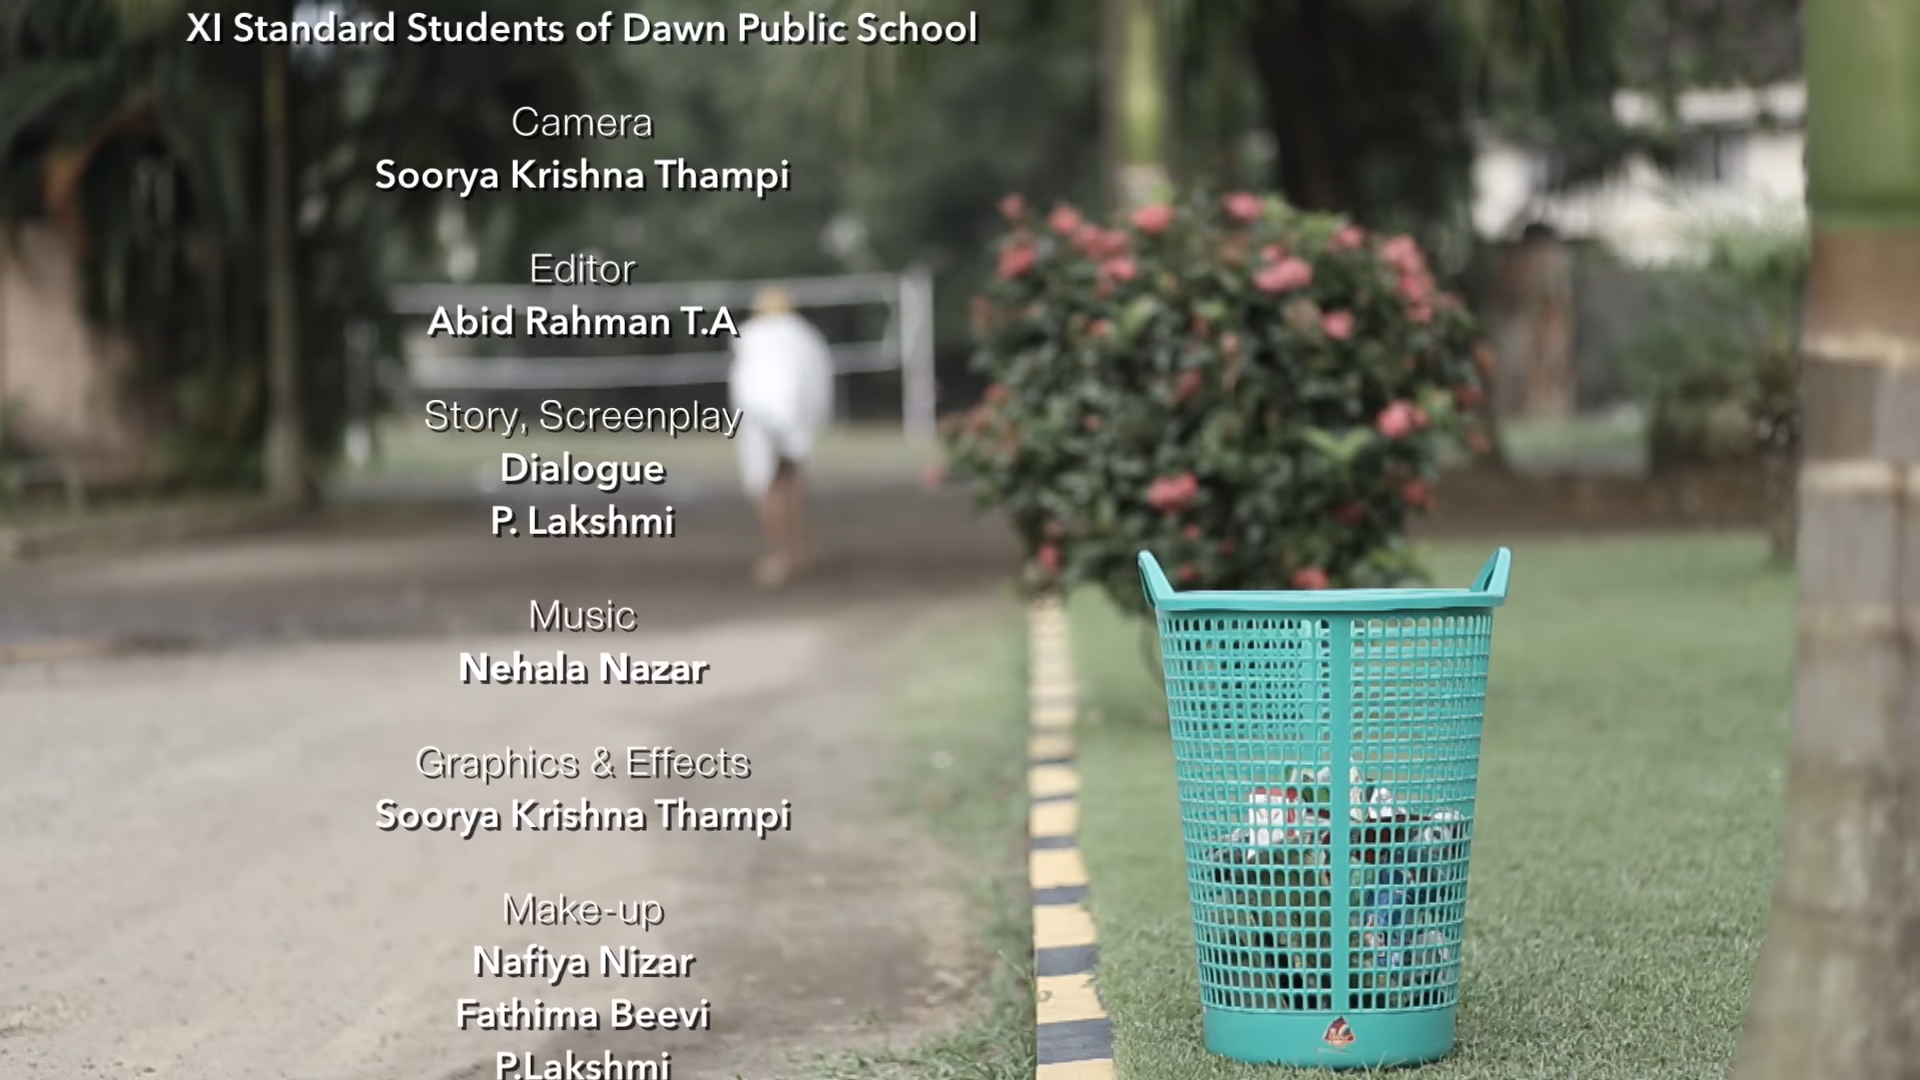 XI Standard Students of Dawn Public School
Camera
Soorya Krishna Thampi
Editor
Abid Rahman T.A
Story, Screenplay
Dialogue
P. Lakshmi
Music
Nehala Nazar
Graphics & Effects
Soorya Krishna Thampi
Make-up
Nafiya Nizar
Fathima Beevi
P.Lakshmi